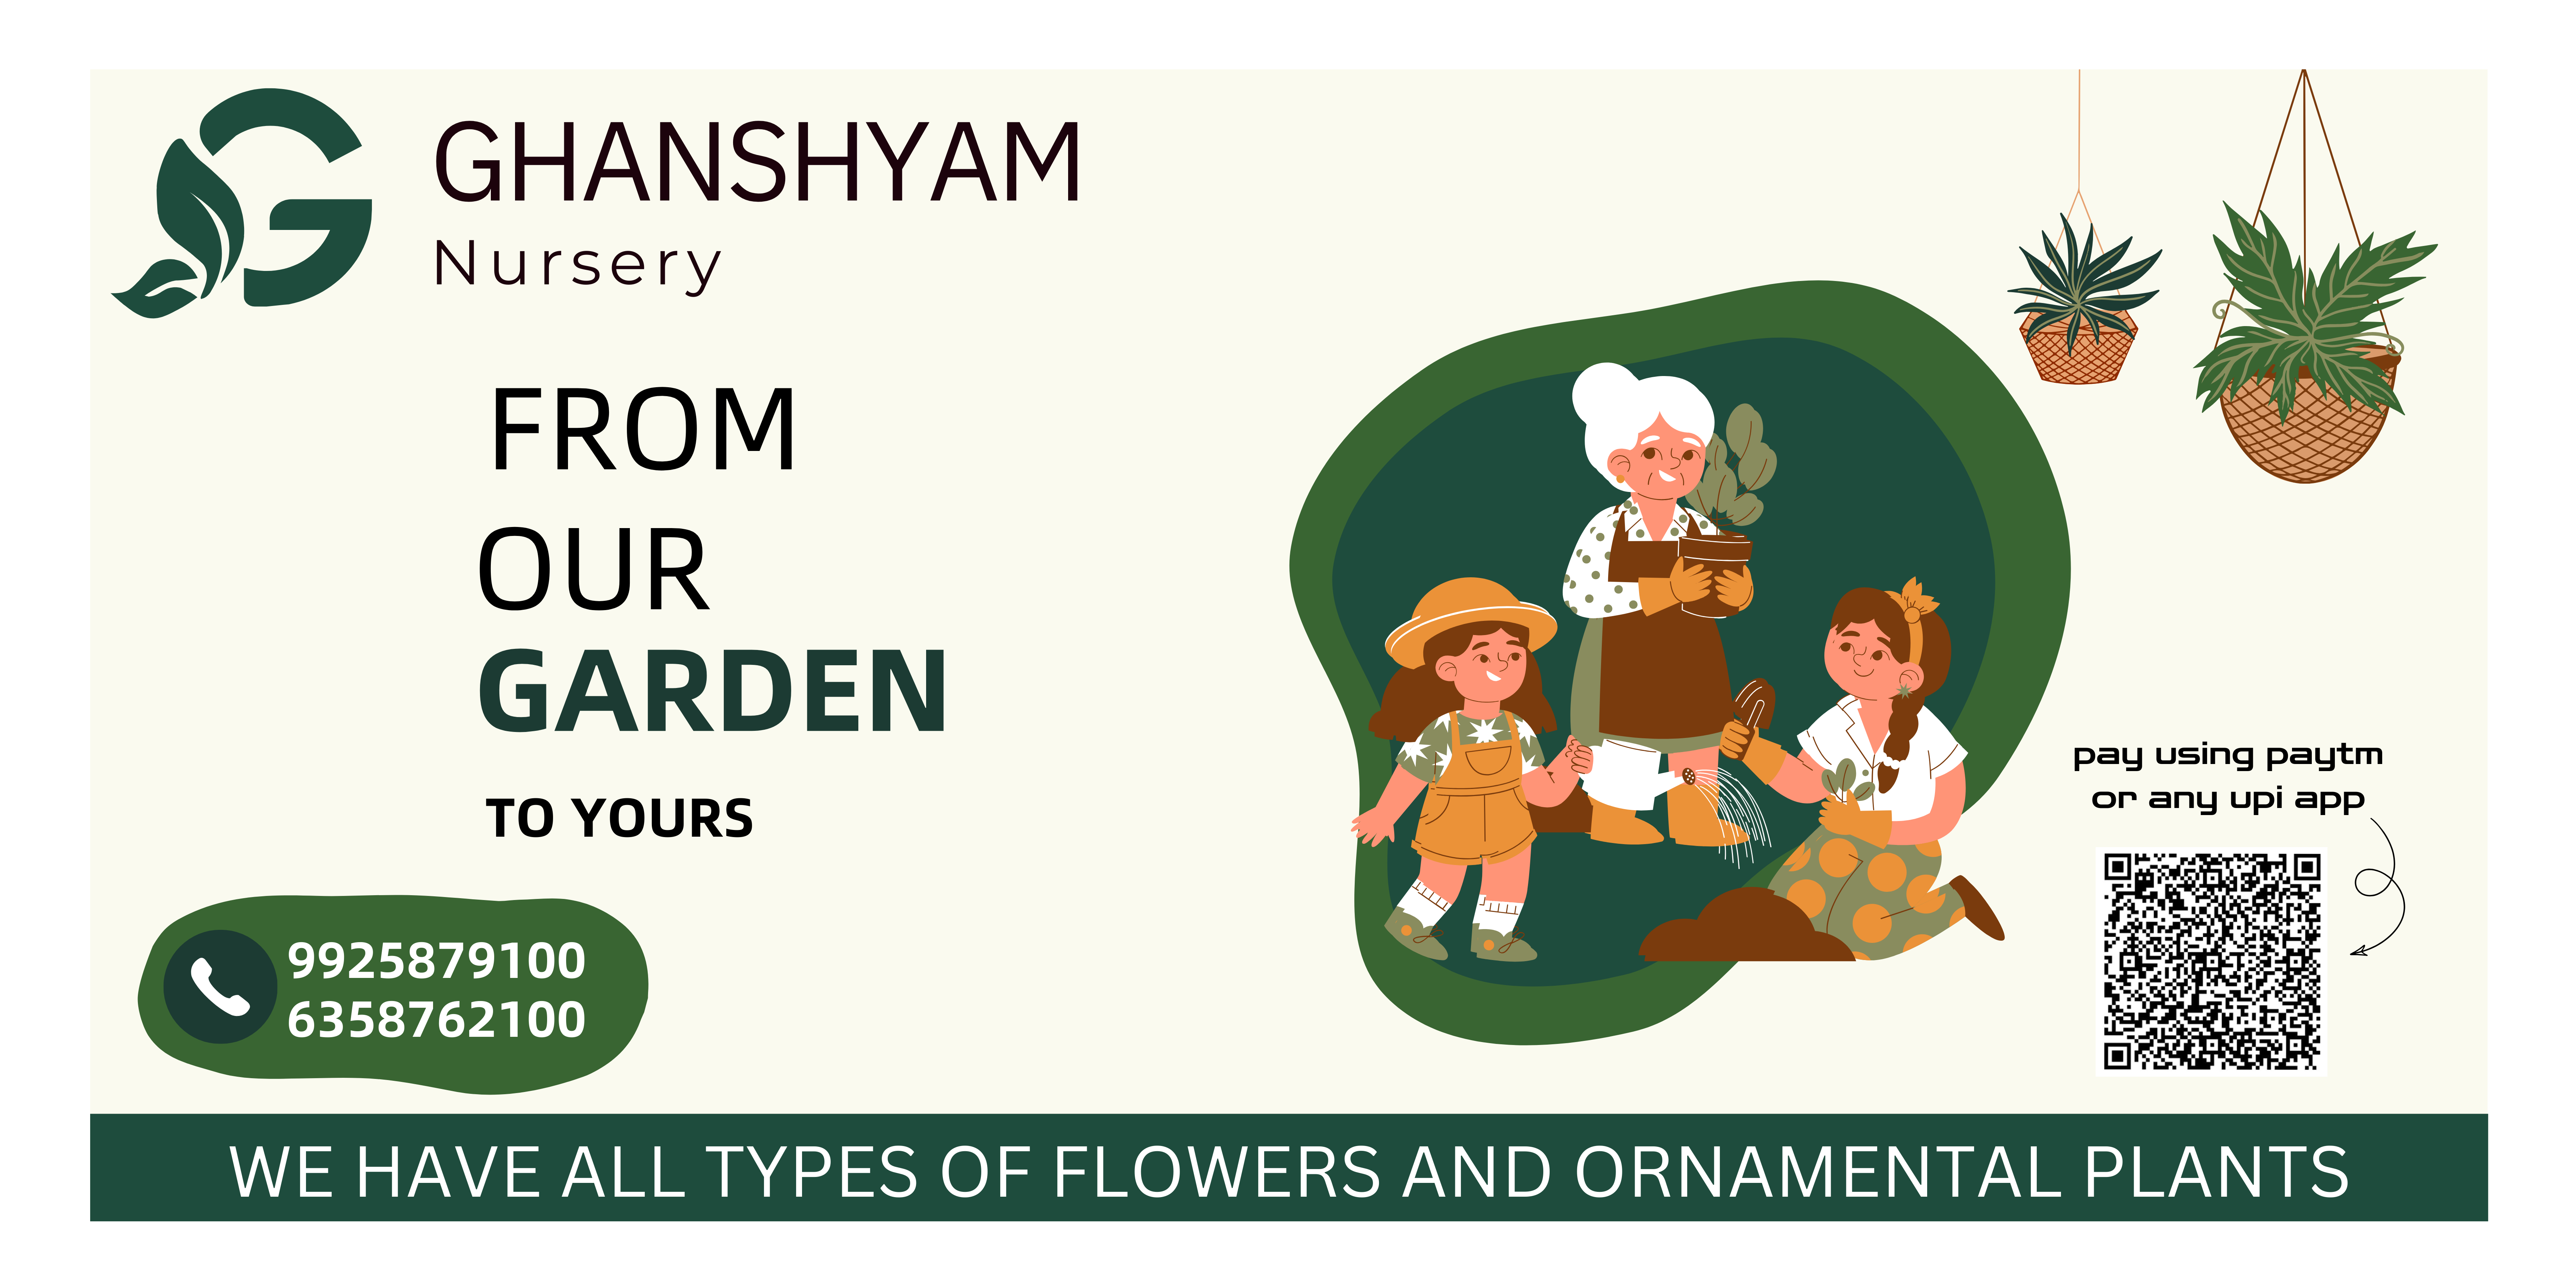 GHANSHYAM
Nursery
FROM
OUR
GARDEN
TO YOURS
9925879100
6358762100
pay using paytm
or any upi app
WE HAVE ALL TYPES OF FLOWERS AND ORNAMENTAL PLANTS